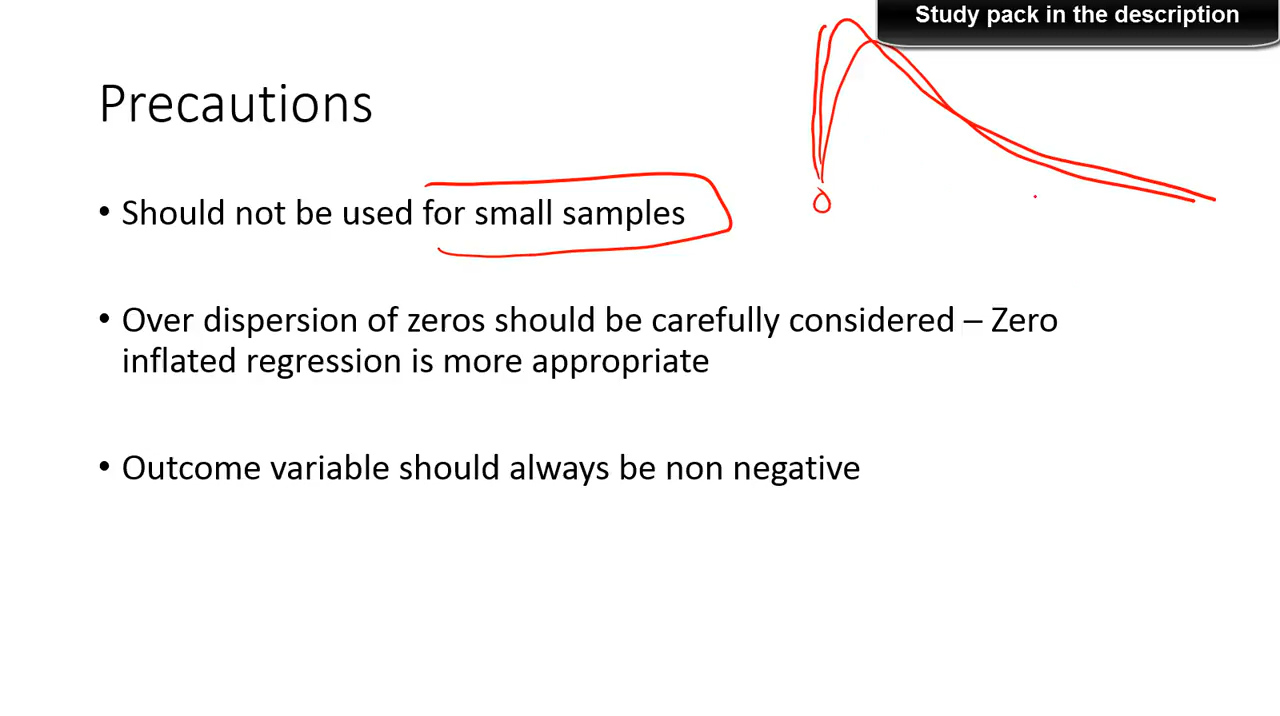 Study pack in the description
Precautions
• Should not be used for small samples
0
• Over dispersion of zeros should be carefully considered – Zero
inflated regression is more appropriate
• Outcome variable should always be non negative